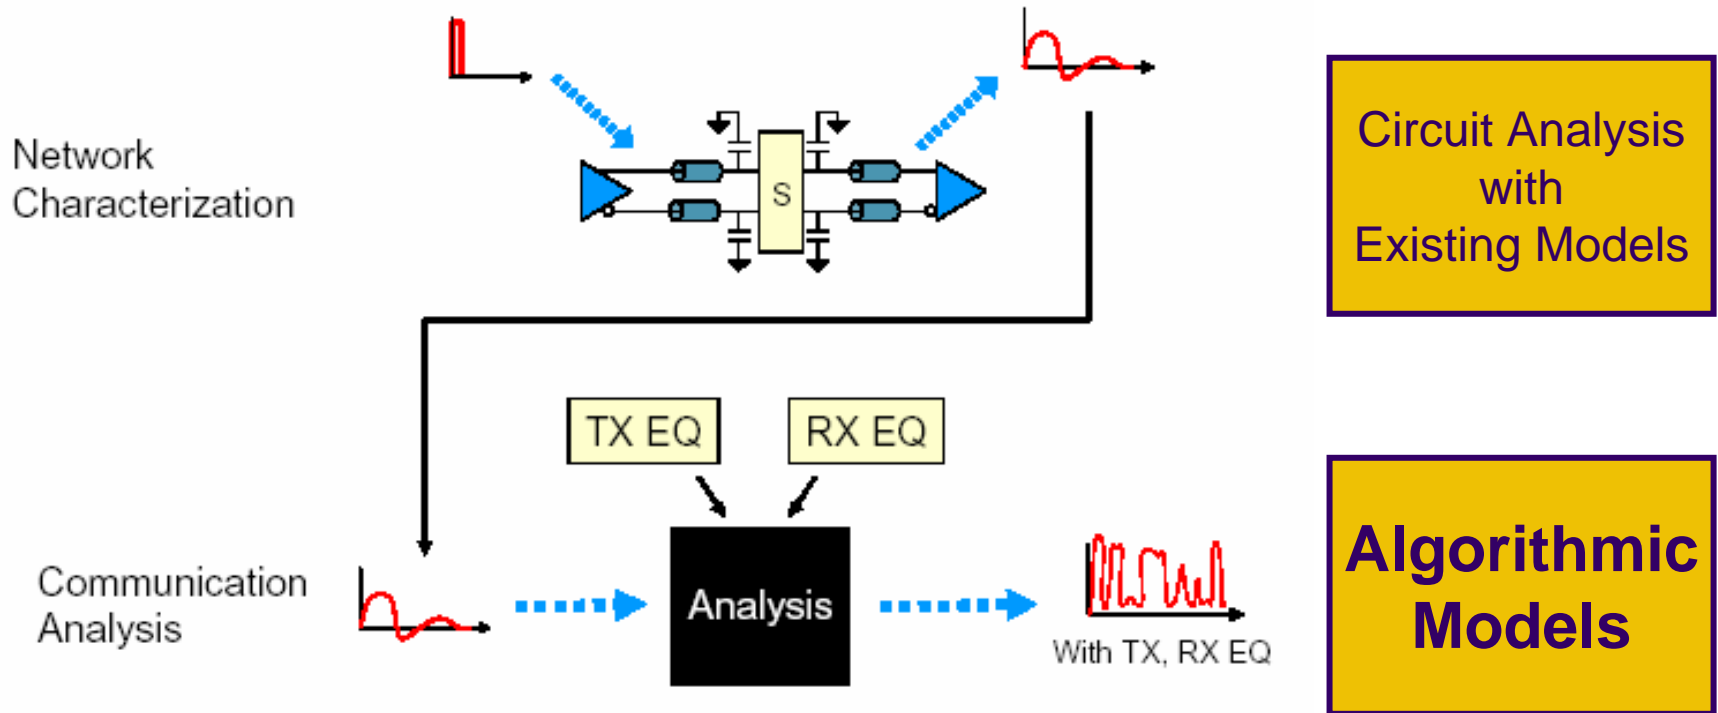 Network
Characterization
S
Circuit Analysis
with
Existing Models
TX EQ
RX EQ
Communication
Analysis
Analysis
With TX, RX EQ
Algorithmic
Models